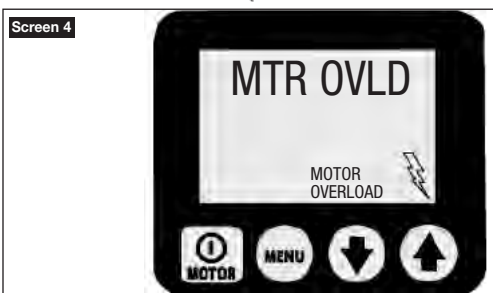 Screen 4
MTR OVLD
MOTOR
OVERLOAD
MOTOR
MENU